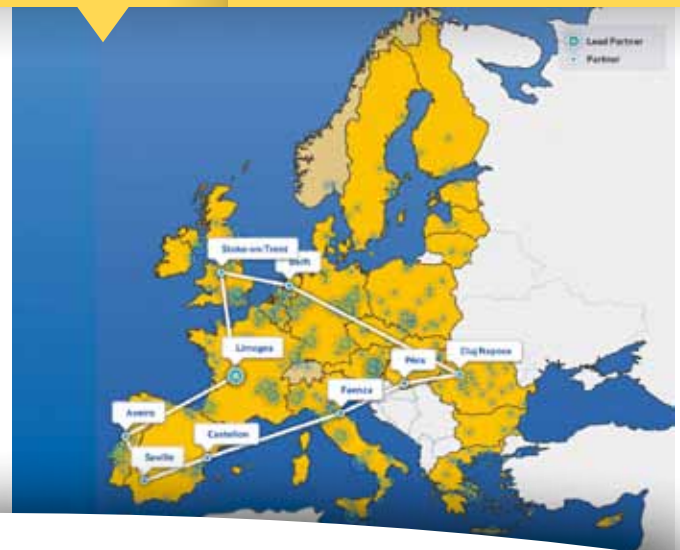 Lead Partner
Partner
Stoke-on-Trent
Delft
Limoges
Pécs
Cluj Napoca
Faenza
Aveiro
Castellon
Seville